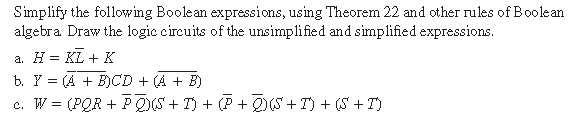 Simplify the following Boolean expressions, using Theorem 22 and other rules of Boolean
algebra. Draw the logic circuits of the unsimplified and simplified expressions.
a. H = KL̅ + K
b. Y = (̅A̅ ̅+̅ ̅B̅)̅CD + (̅A̅ ̅+̅ ̅B̅)̅
c. W = (PQR + P̅ Q̅)(S + T) + (P̅ + Q̅)(S + T) + (S + T)